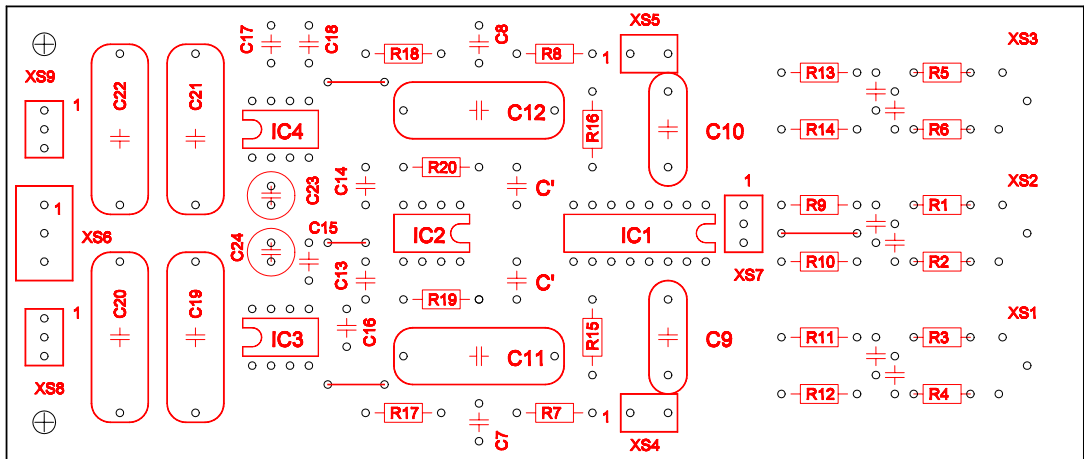 C17
C18
C8
XS5
XS3
R18
R8
1
XS9
C22
C21
R13
R5
1
C12
IC4
R16
C10
R14
R6
R20
C14
C23
C'
1
XS2
1
R9
R1
XS6
C24
C15
IC2
IC1
C13
R10
R2
XS7
C'
C20
C19
R19
XS1
1
IC3
C16
R15
C9
R11
R3
C11
XS8
R12
R4
R17
R7
1
C7
XS4